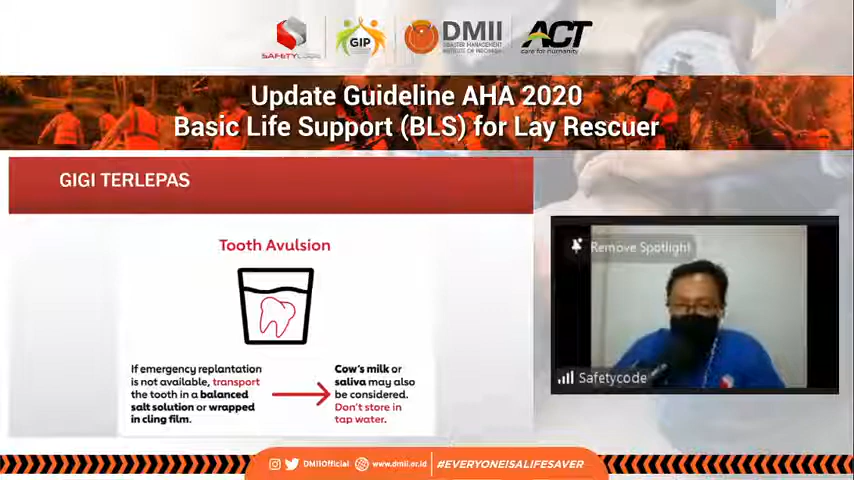 SAFETYCODE
GIP
DMII
DISASTER MANAGEMENT
INSTITUTE OF INDONESIA
ACT
care for humanity
Update Guideline AHA 2020
Basic Life Support (BLS) for Lay Rescuer
GIGI TERLEPAS
Tooth Avulsion
If emergency replantation
is not available, transport
the tooth in a balanced
salt solution or wrapped
in cling film.
Cow's milk or
saliva may also
be considered.
Don't store in
tap water.
Remove Spotlight
Safetycode
DMIIOfficial
www.dmii.or.id
#EVERYONEISALIFESAVER